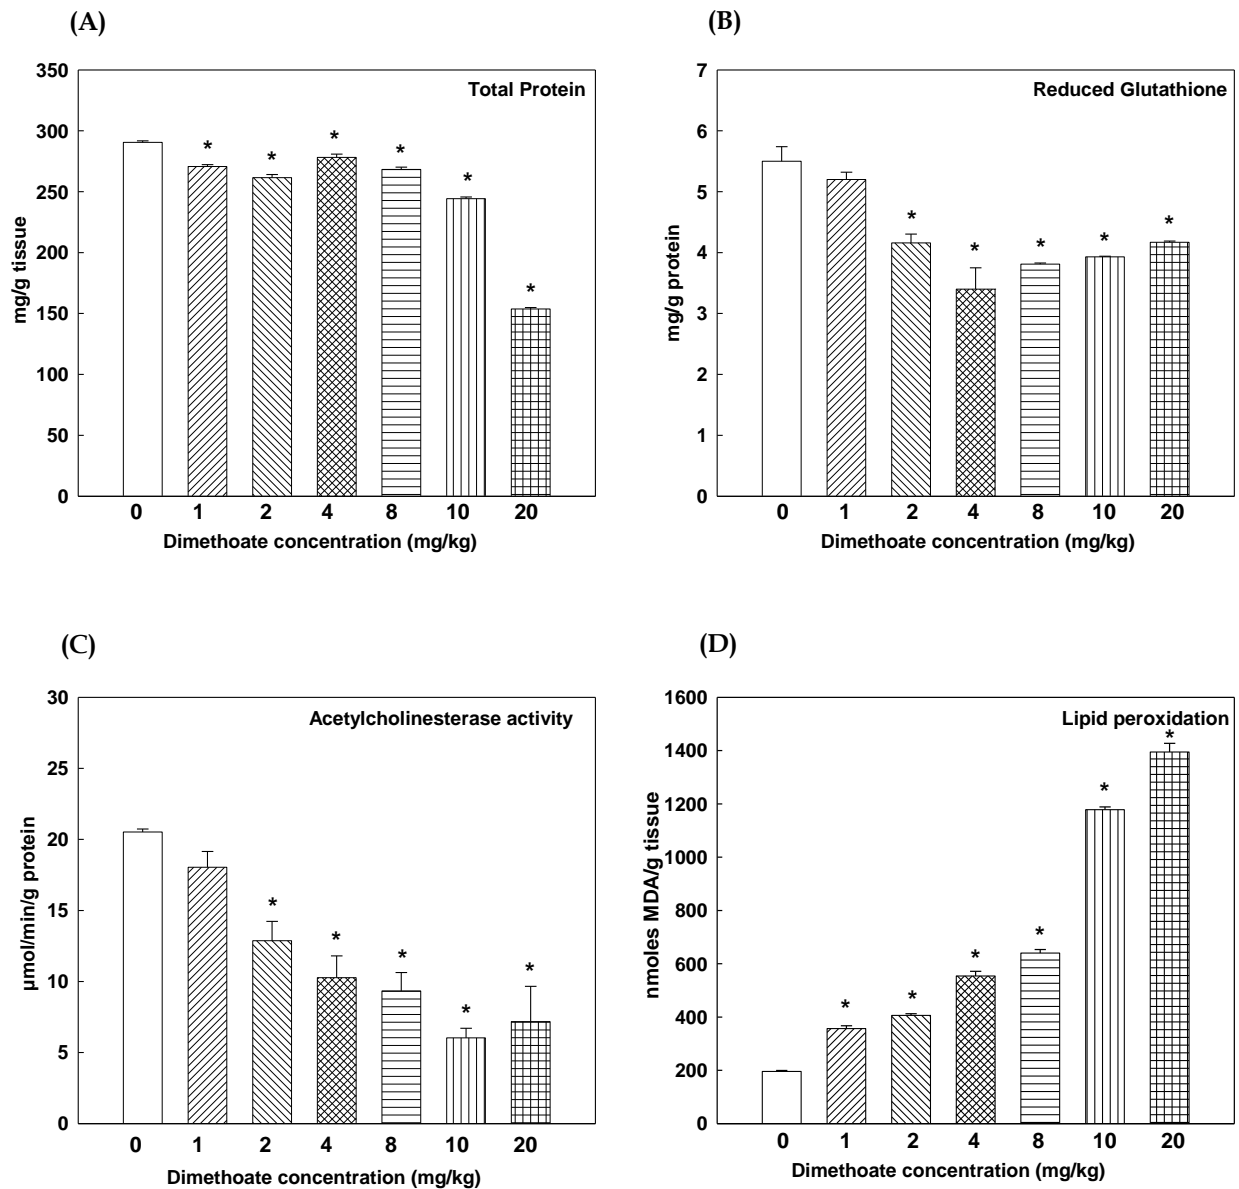 (A)
Total Protein
mg/g tissue
350
300
250
200
150
100
50
0
* * * * * *
0 1 2 4 8 10 20
Dimethoate concentration (mg/kg)
(B)
Reduced Glutathione
mg/g protein
7
6
5
4
3
2
1
0
* * * * *
0 1 2 4 8 10 20
Dimethoate concentration (mg/kg)
(C)
Acetylcholinesterase activity
µmol/min/g protein
30
25
20
15
10
5
0
* * * * *
0 1 2 4 8 10 20
Dimethoate concentration (mg/kg)
(D)
Lipid peroxidation
nmoles MDA/g tissue
1600
1400
1200
1000
800
600
400
200
0
* * * * * *
0 1 2 4 8 10 20
Dimethoate concentration (mg/kg)